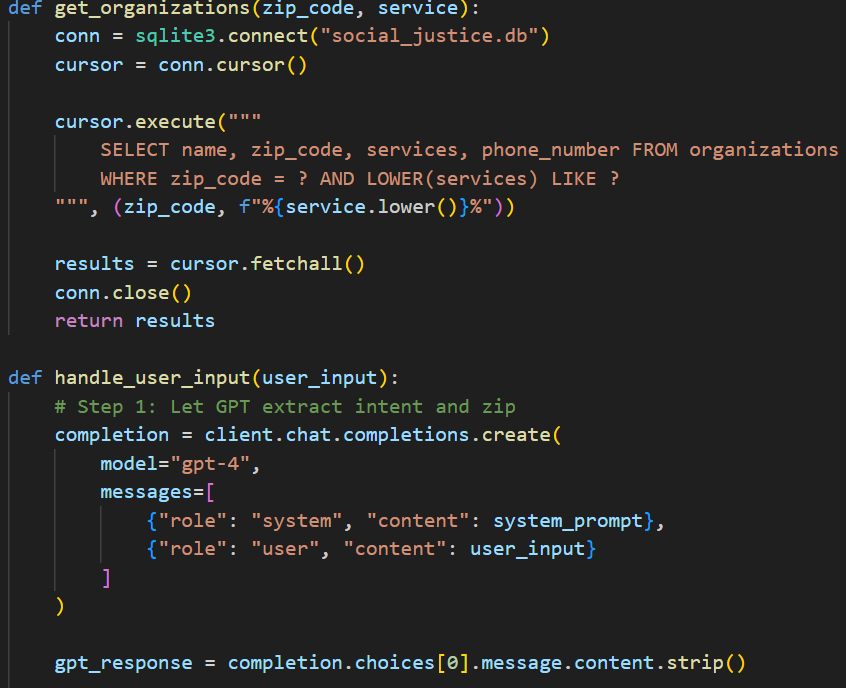 def get_organizations(zip_code, service):
    conn = sqlite3.connect("social_justice.db")
    cursor = conn.cursor()

    cursor.execute("""
        SELECT name, zip_code, services, phone_number FROM organizations
        WHERE zip_code = ? AND LOWER(services) LIKE ?
    """, (zip_code, f"%{service.lower()}%"))

    results = cursor.fetchall()
    conn.close()
    return results

def handle_user_input(user_input):
    # Step 1: Let GPT extract intent and zip
    completion = client.chat.completions.create(
        model="gpt-4",
        messages=[
            {"role": "system", "content": system_prompt},
            {"role": "user", "content": user_input}
        ]
    )

    gpt_response = completion.choices[0].message.content.strip()